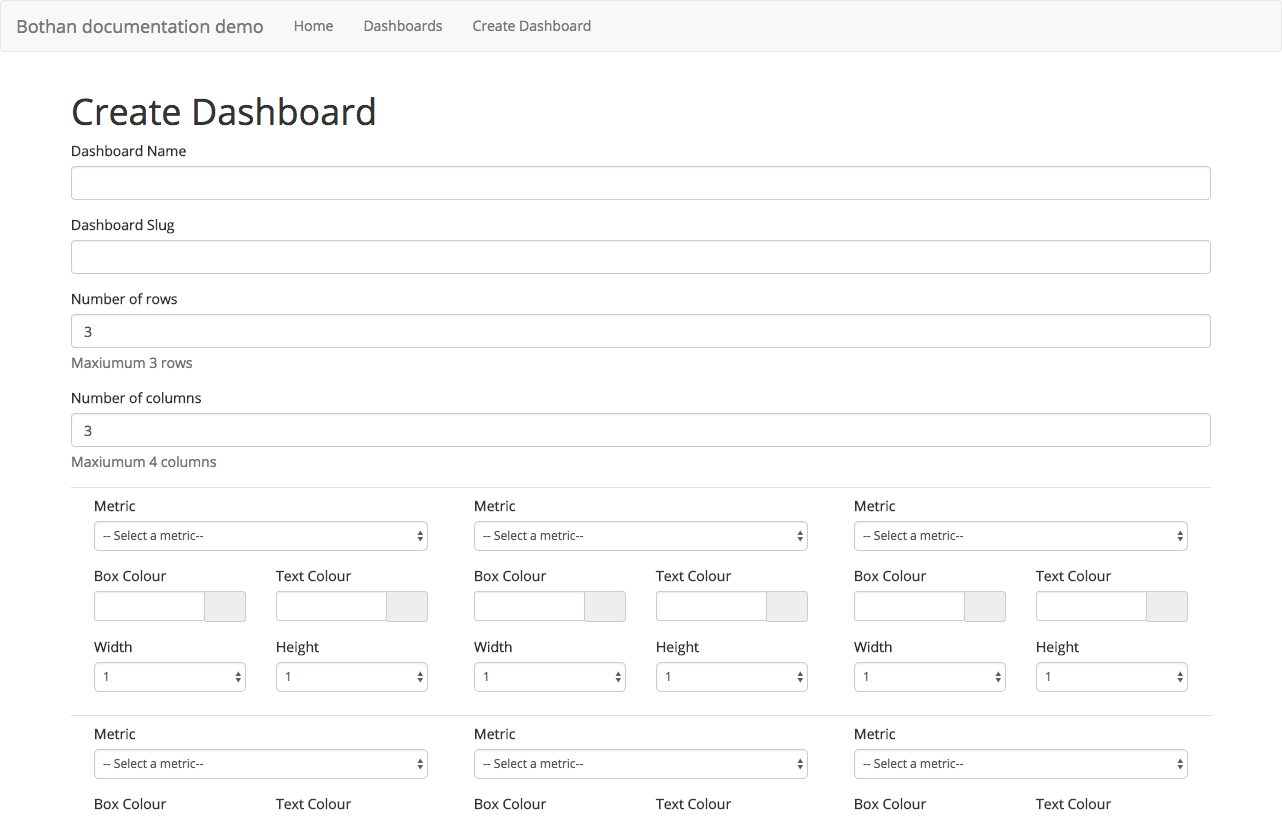 Bothan documentation demo Home Dashboards Create Dashboard
Create Dashboard
Dashboard Name
Dashboard Slug
Number of rows
3
Maxiumum 3 rows
Number of columns
3
Maxiumum 4 columns
Metric Metric Metric
-- Select a metric-- -- Select a metric-- -- Select a metric--
Box Colour Text Colour Box Colour Text Colour Box Colour Text Colour
Width Height Width Height Width Height
1 1 1 1 1 1
Metric Metric Metric
-- Select a metric-- -- Select a metric-- -- Select a metric--
Box Colour Text Colour Box Colour Text Colour Box Colour Text Colour